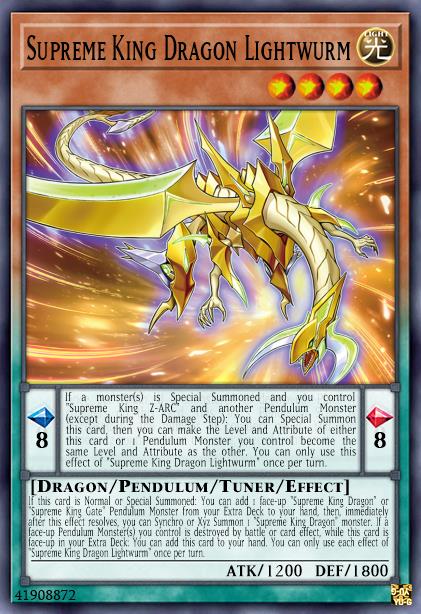 SUPREME KING DRAGON LIGHTWURM
LIGHT
光
If a monster(s) is Special Summoned and you control
"Supreme King Z-ARC" and another Pendulum Monster
(except during the Damage Step): You can Special Summon
this card, then you can make the Level and Attribute of either
this card or 1 Pendulum Monster you control become the
same Level and Attribute as the other. You can only use this
effect of "Supreme King Dragon Lightwurm" once per turn.
8
8
[DRAGON/PENDULUM/TUNER/EFFECT]
If this card is Normal or Special Summoned: You can add 1 face-up "Supreme King Dragon" or
"Supreme King Gate" Pendulum Monster from your Extra Deck to your hand, then, immediately
after this effect resolves, you can Synchro or Xyz Summon 1 "Supreme King Dragon" monster. If a
face-up Pendulum Monster(s) you control is destroyed by battle or card effect, while this card is
face-up in your Extra Deck: You can add this card to your hand. You can only use each effect of
"Supreme King Dragon Lightwurm" once per turn.
ATK/1200 DEF/1800
41908872